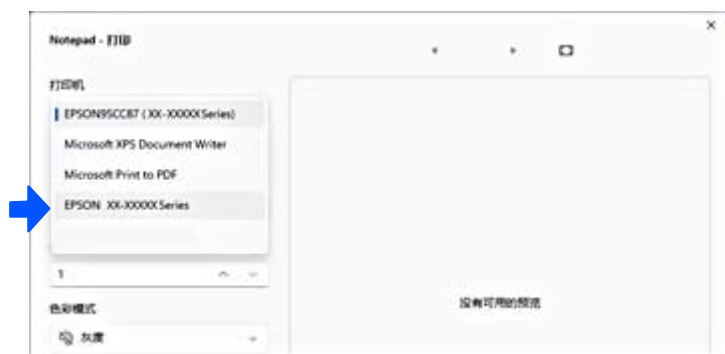 Notepad - 打印
打印机
EPSON95CC87 ( XX-XXXXX Series)
Microsoft XPS Document Writer
Microsoft Print to PDF
EPSON XX-XXXXX Series
1
色彩模式
灰度
没有可用的预览